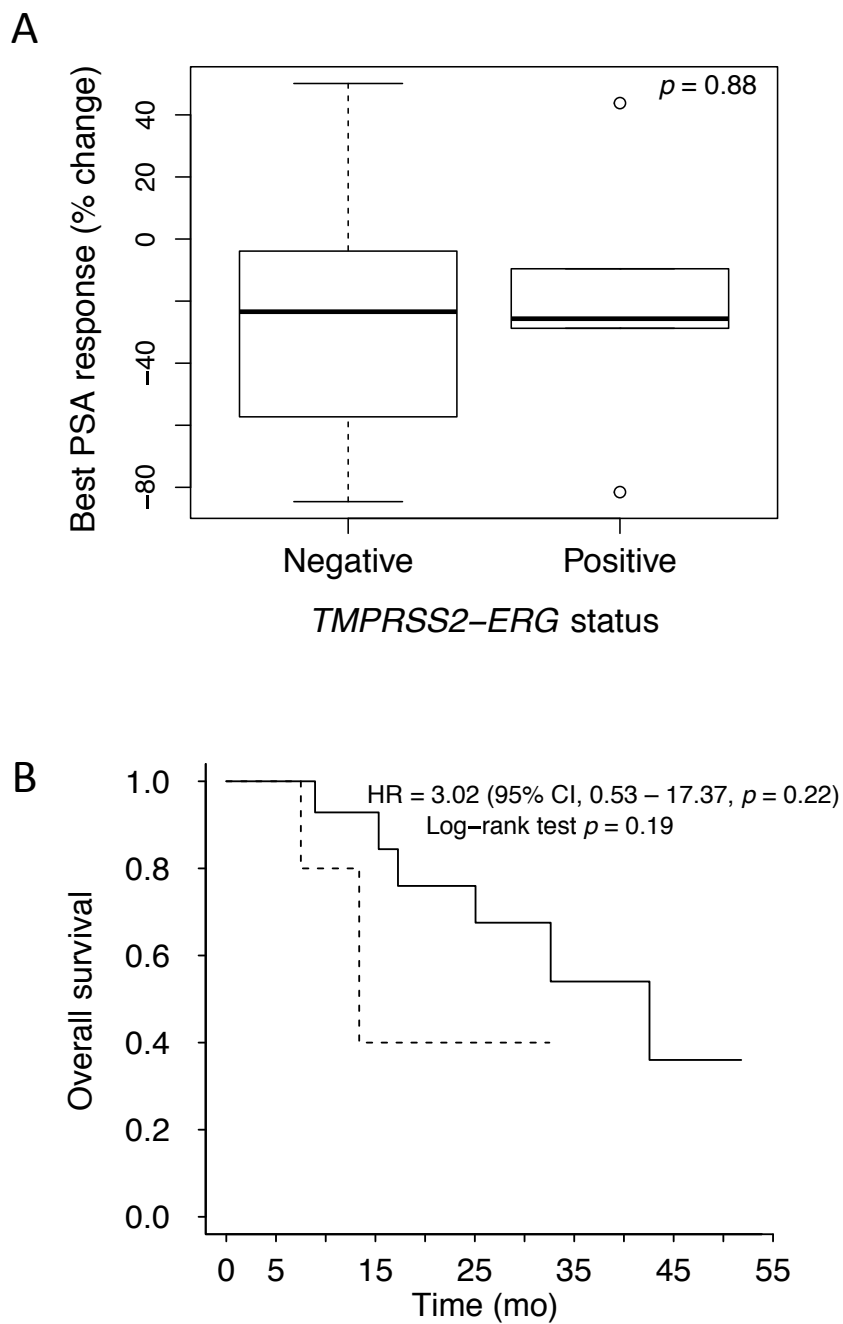 A
Best PSA response (% change)
40
20
0
−40
−80
p = 0.88
Negative
Positive
TMPRSS2−ERG status
B
Overall survival
1.0
0.8
0.6
0.4
0.2
0.0
HR = 3.02 (95% CI, 0.53 – 17.37, p = 0.22)
Log−rank test p = 0.19
0 5 15 25 35 45 55
Time (mo)